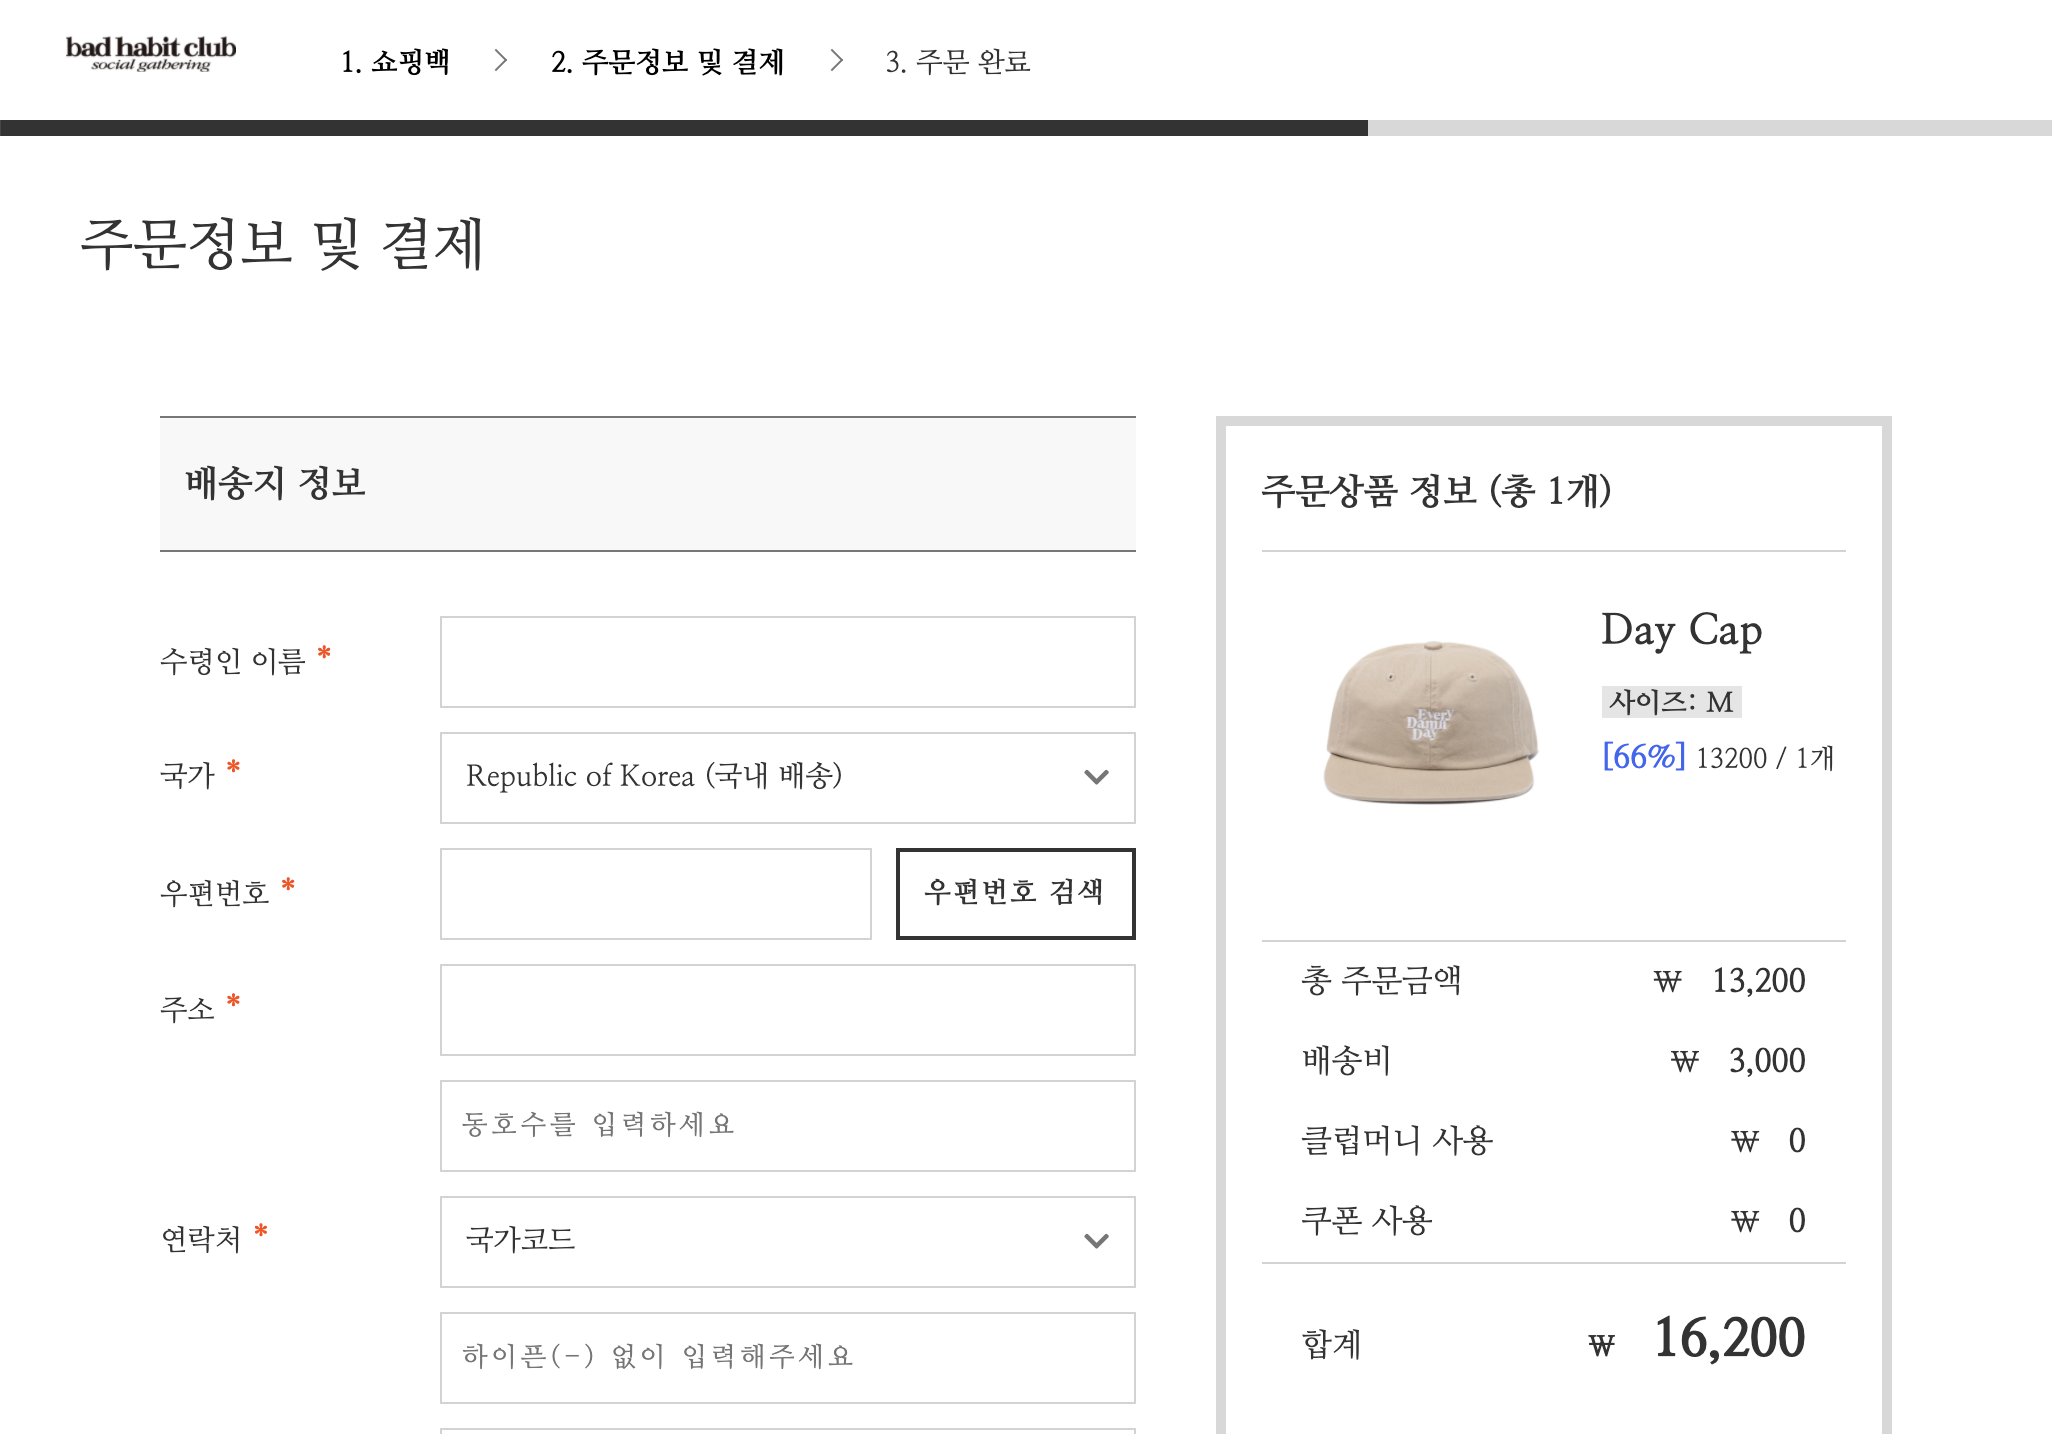 bad habit club
social gathering
1. 쇼핑백
2. 주문정보 및 결제
3. 주문 완료
주문정보 및 결제
배송지 정보
수령인 이름 *
국가 *
Republic of Korea (국내 배송)
우편번호 *
우편번호 검색
주소 *
동호수를 입력하세요
연락처 *
국가코드
하이픈(-) 없이 입력해주세요
주문상품 정보 (총 1개)
Every
Damn
Day
Day Cap
사이즈: M
[66%] 13200 / 1개
총 주문금액 ₩ 13,200
배송비 ₩ 3,000
클럽머니 사용 ₩ 0
쿠폰 사용 ₩ 0
합계 ₩ 16,200